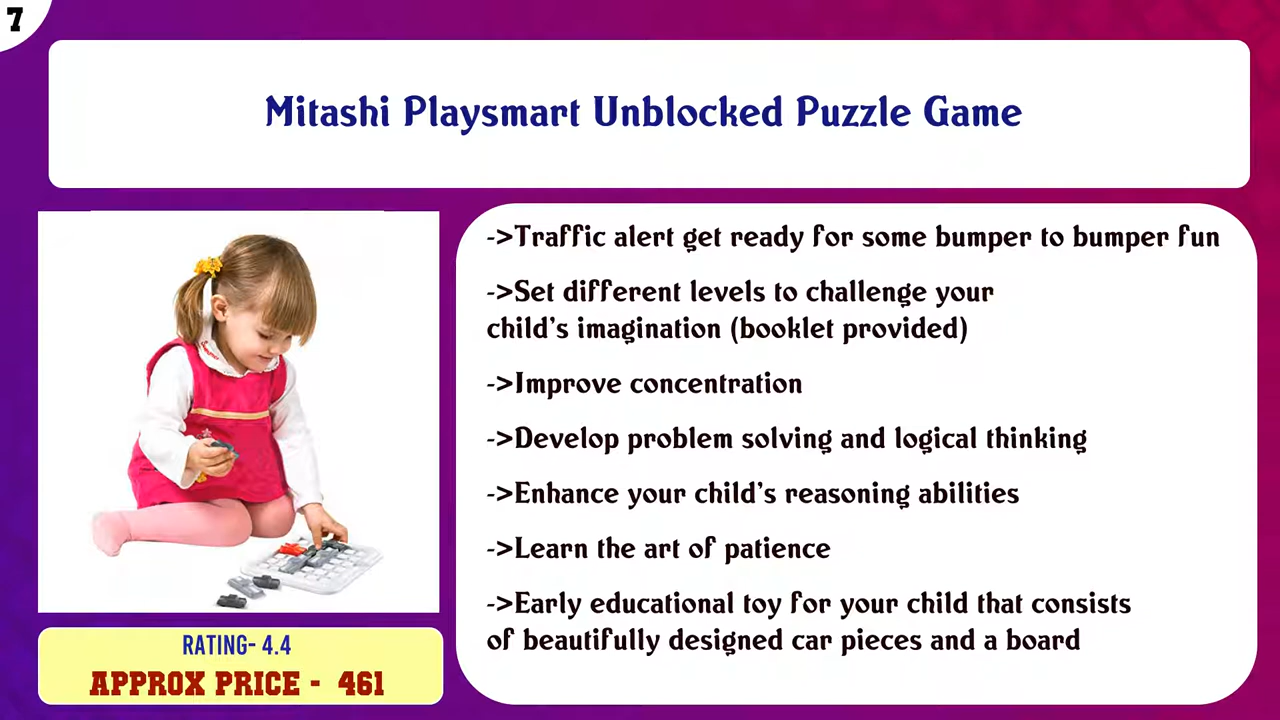 7
Mitashi Playsmart Unblocked Puzzle Game
->Traffic alert get ready for some bumper to bumper fun
->Set different levels to challenge your
child's imagination (booklet provided)
->Improve concentration
->Develop problem solving and logical thinking
->Enhance your child's reasoning abilities
->Learn the art of patience
->Early educational toy for your child that consists
of beautifully designed car pieces and a board
RATING- 4.4
APPROX PRICE - 461